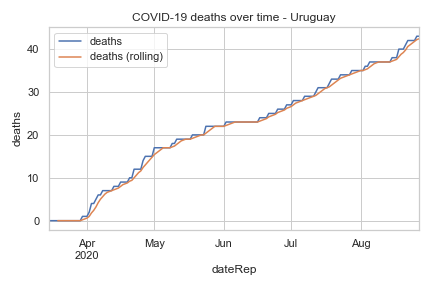 COVID-19 deaths over time - Uruguay
deaths
deaths (rolling)
40
30
20
10
0
deaths
Apr
2020
May
Jun
Jul
Aug
dateRep